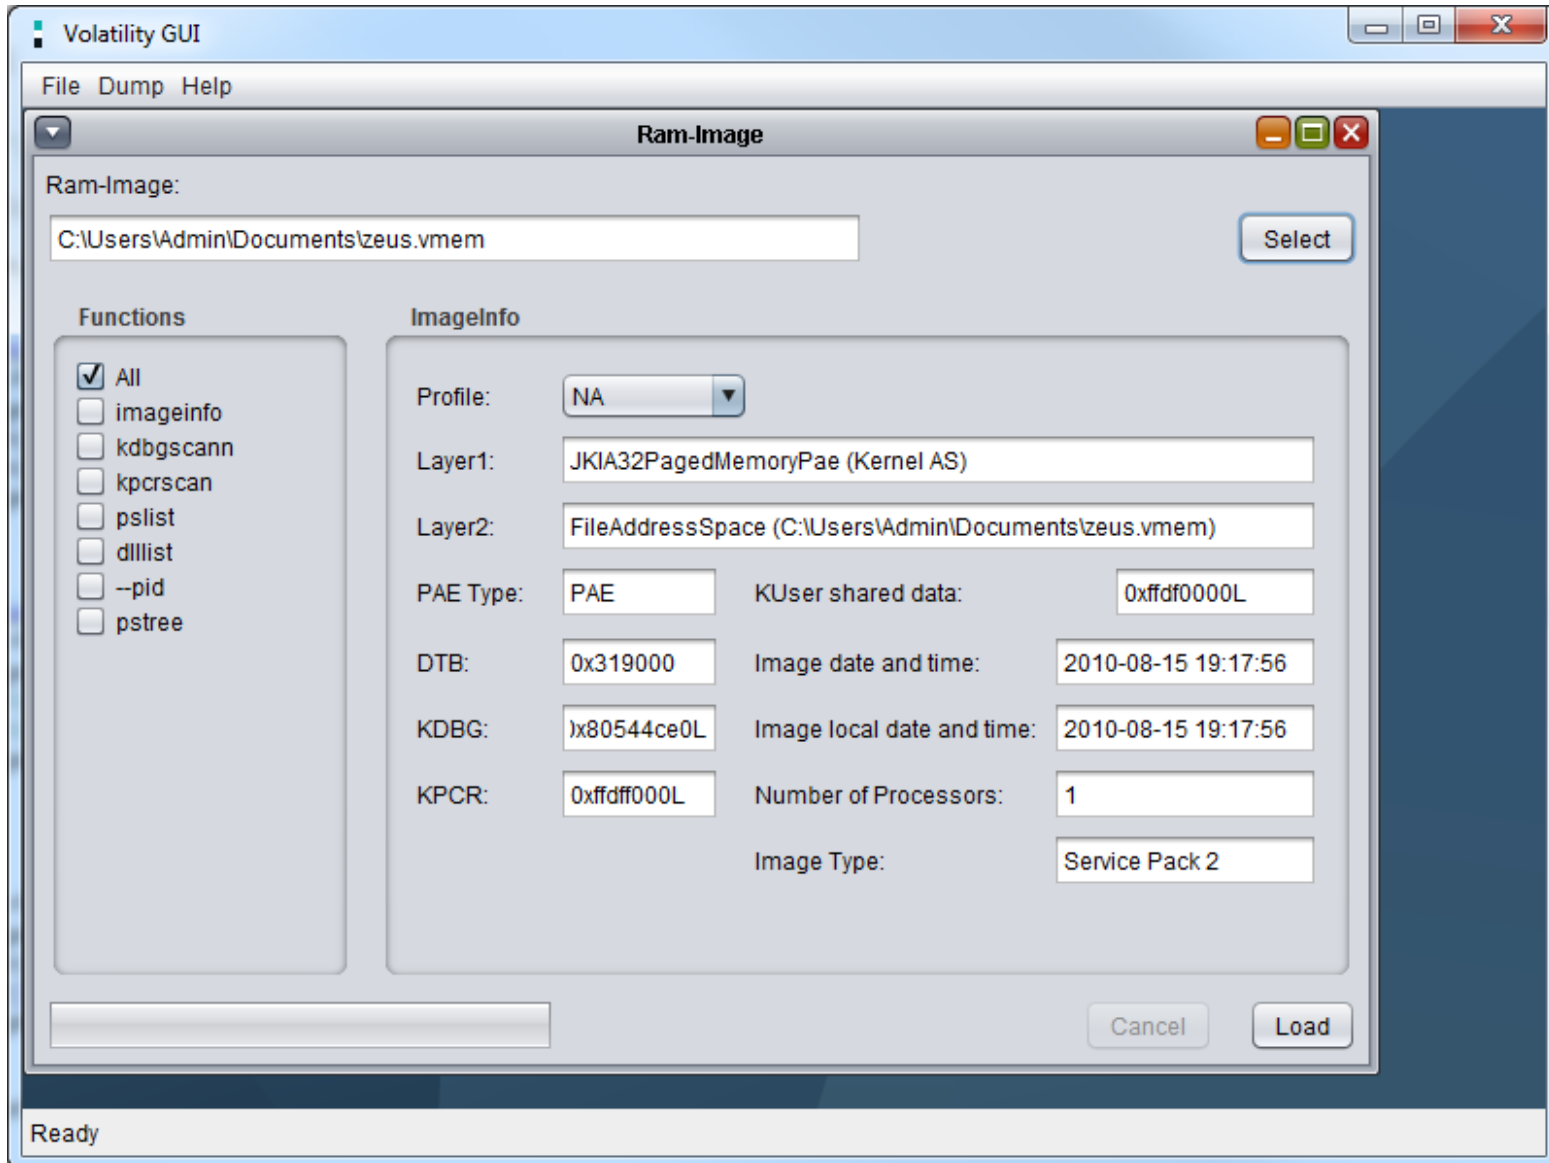 Volatility GUI
File Dump Help
Ram-Image
Ram-Image:
C:\Users\Admin\Documents\zeus.vmem
Select
Functions
All
imageinfo
kdbgscann
kpcrscan
pslist
dlllist
--pid
pstree
ImageInfo
Profile: NA
Layer1: JKIA32PagedMemoryPae (Kernel AS)
Layer2: FileAddressSpace (C:\Users\Admin\Documents\zeus.vmem)
PAE Type: PAE KUser shared data: 0xffdf0000L
DTB: 0x319000 Image date and time: 2010-08-15 19:17:56
KDBG: 0x80544ce0L Image local date and time: 2010-08-15 19:17:56
KPCR: 0xffdff000L Number of Processors: 1
Image Type: Service Pack 2
Cancel Load
Ready